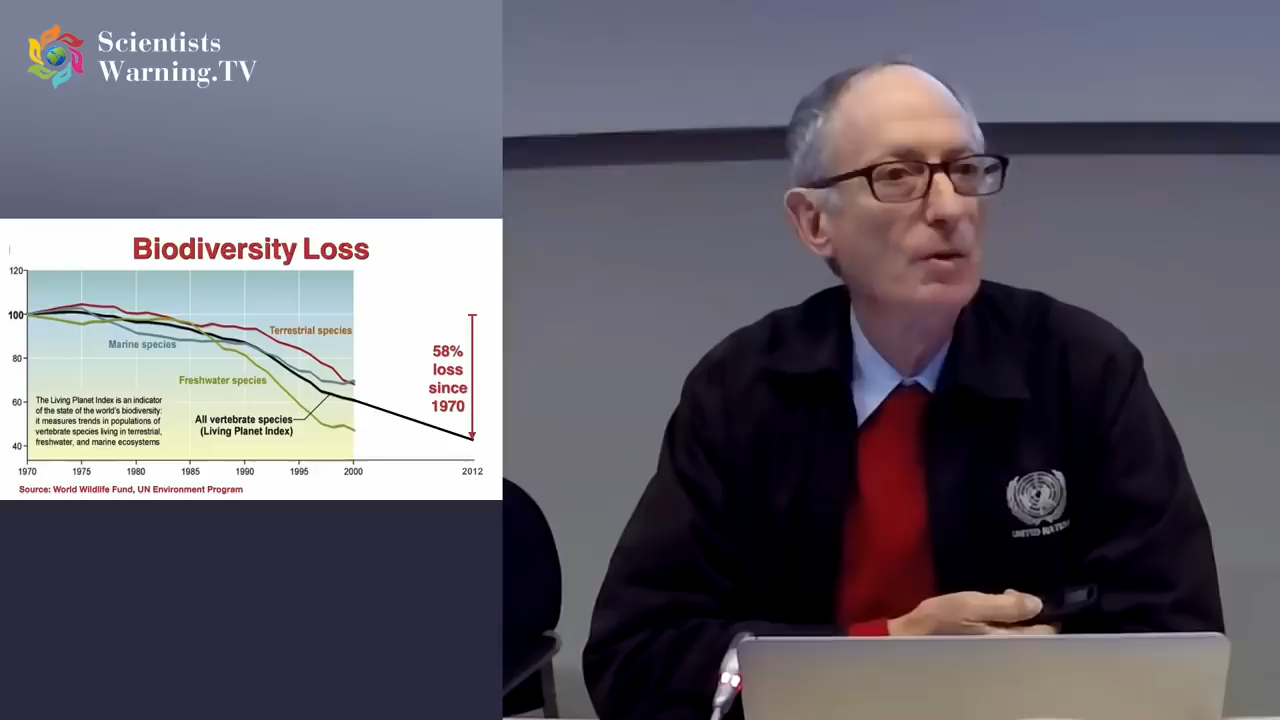 Scientists
Warning.TV
Biodiversity Loss
120
100
80
60
40
Terrestrial species
Marine species
Freshwater species
The Living Planet Index is an indicator
of the state of the world's biodiversity:
it measures trends in populations of
vertebrate species living in terrestrial,
freshwater, and marine ecosystems
All vertebrate species
(Living Planet Index)
58%
loss
since
1970
1970
1975
1980
1985
1990
1995
2000
2012
Source: World Wildlife Fund, UN Environment Program
UNITED NATIONS